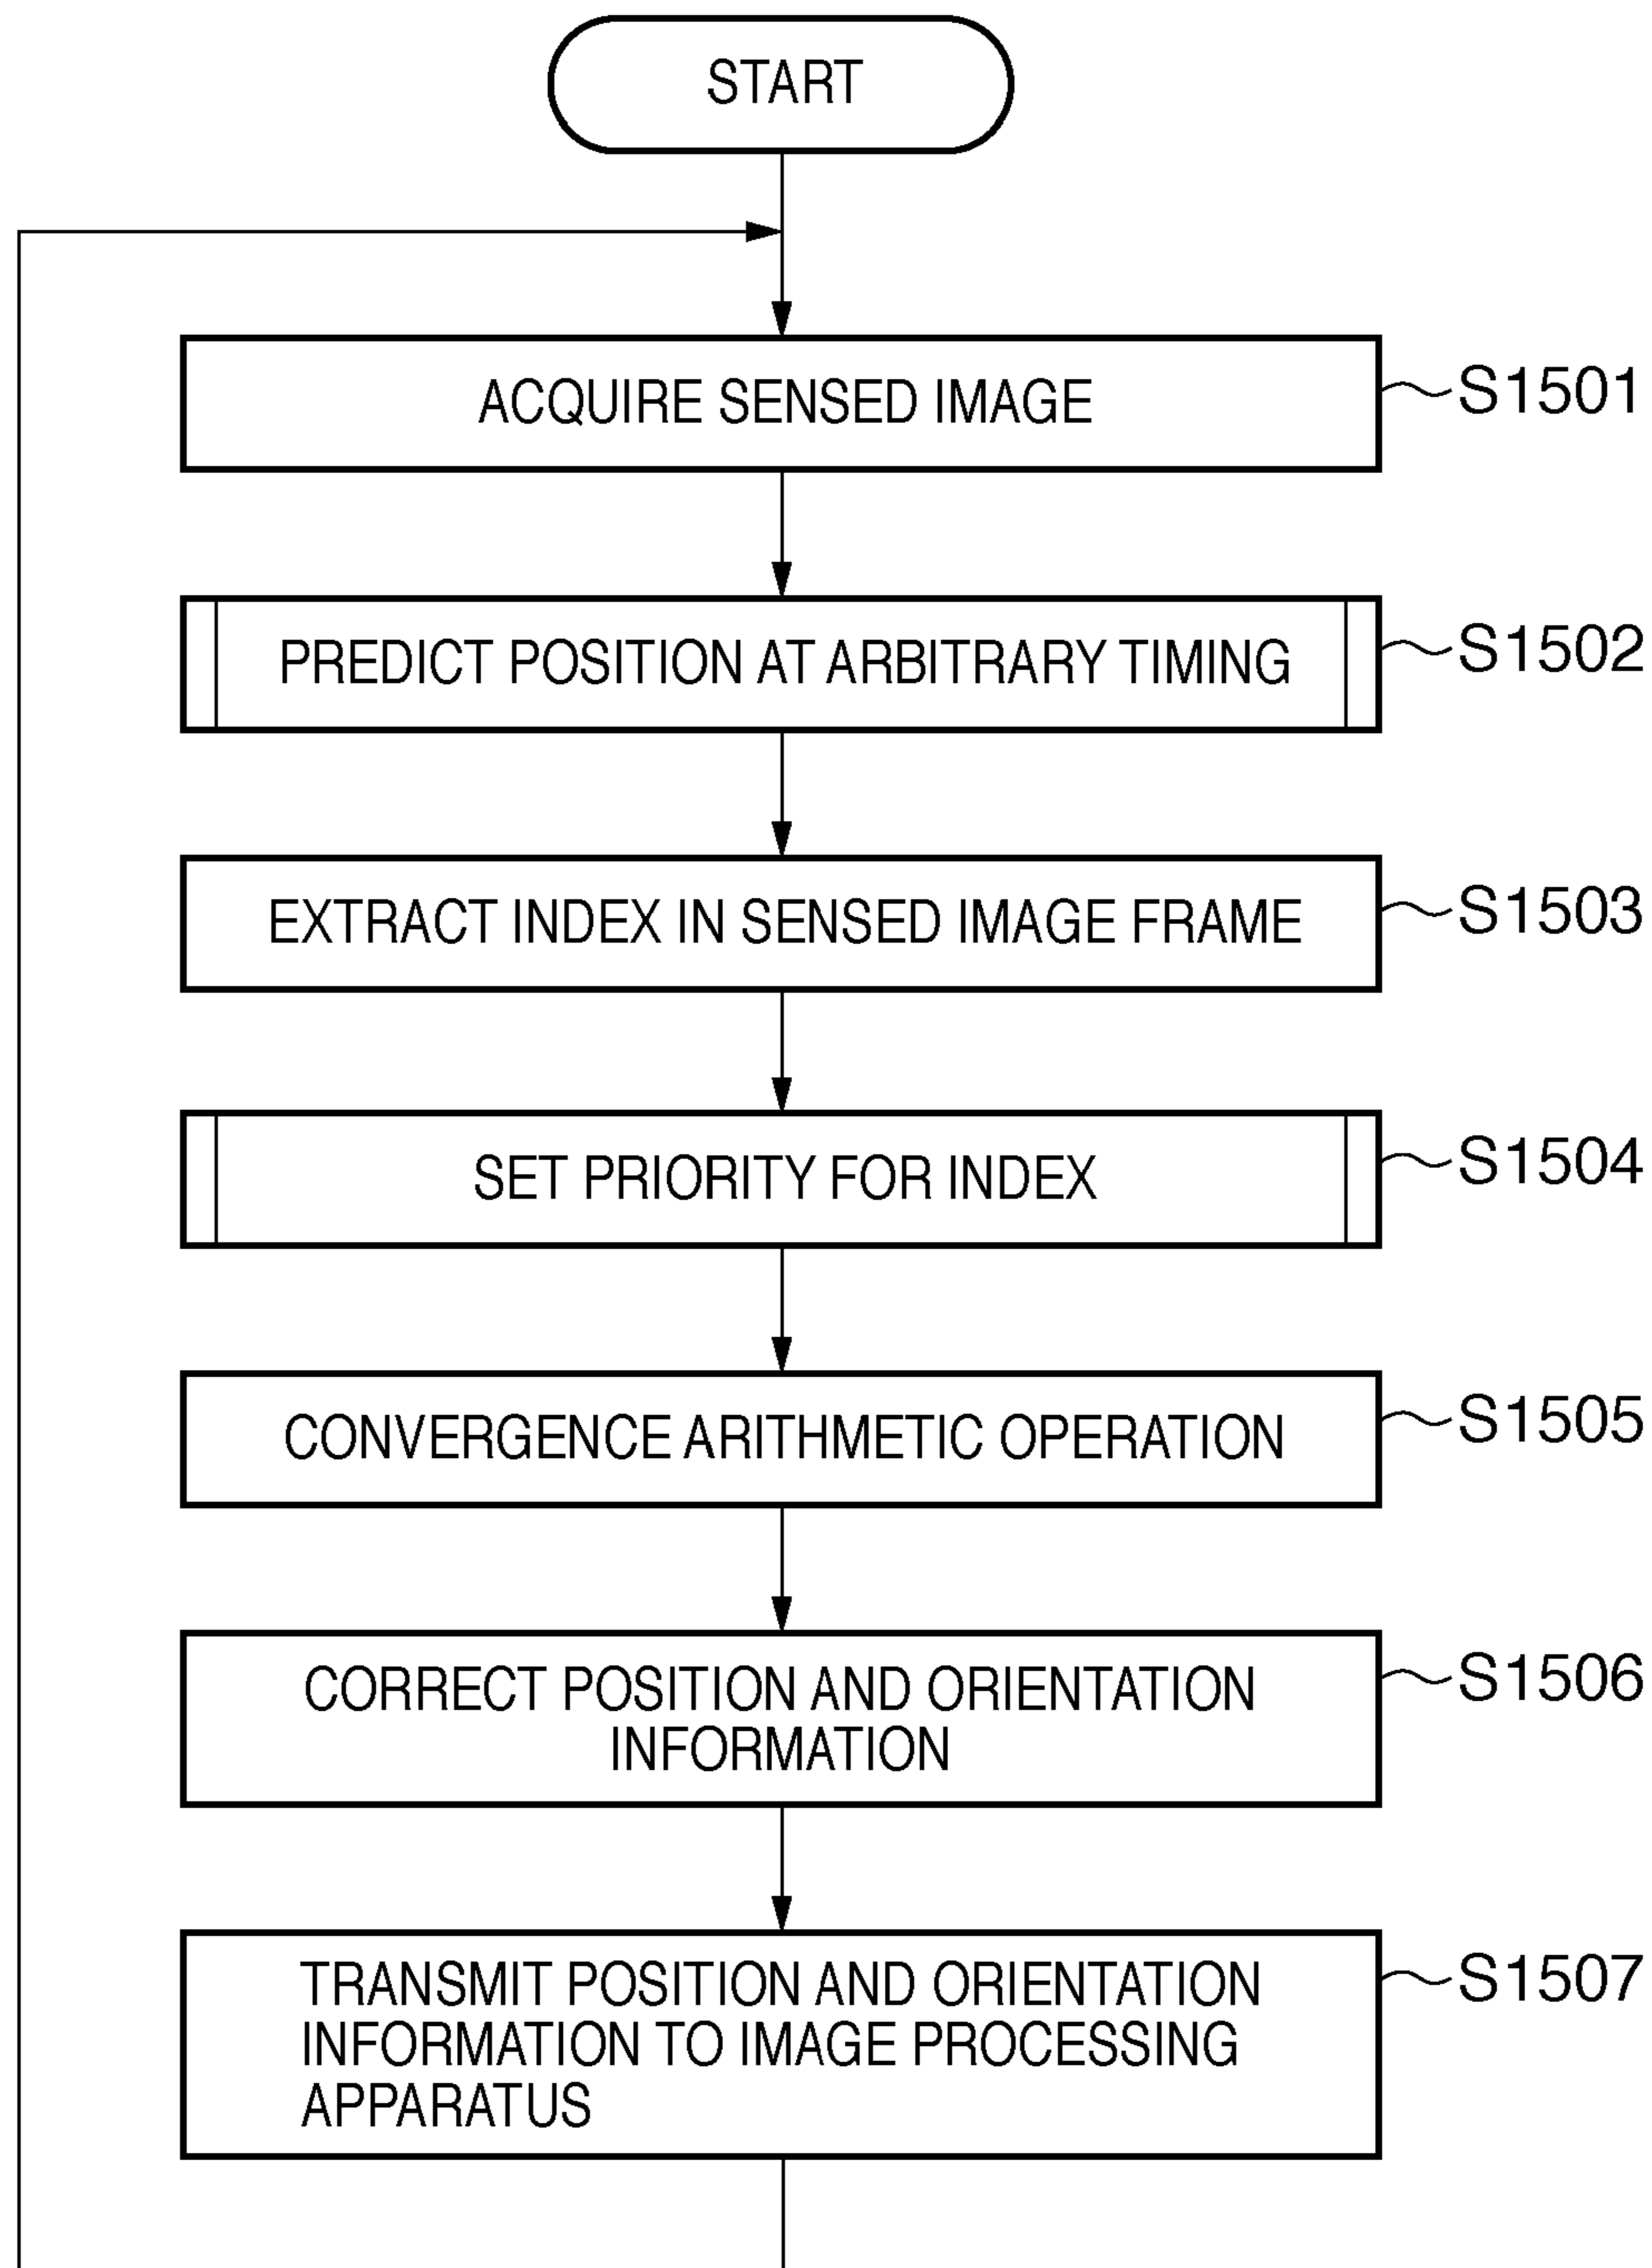 START
ACQUIRE SENSED IMAGE
S1501
PREDICT POSITION AT ARBITRARY TIMING
S1502
EXTRACT INDEX IN SENSED IMAGE FRAME
S1503
SET PRIORITY FOR INDEX
S1504
CONVERGENCE ARITHMETIC OPERATION
S1505
CORRECT POSITION AND ORIENTATION
INFORMATION
S1506
TRANSMIT POSITION AND ORIENTATION
INFORMATION TO IMAGE PROCESSING
APPARATUS
S1507